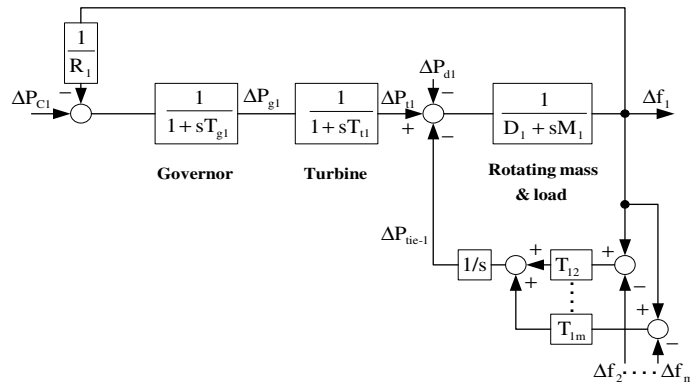 1
R1
−
ΔPC1
1
1 + sTg1
Governor
ΔPg1
1
1 + sTt1
Turbine
ΔPt1
+
ΔPd1
−
−
1
D1 + sM1
Rotating mass
& load
Δf1
ΔPtie-1
1/s
+
+
T12
+
−
T1m
+
−
Δf2 ····· Δfm